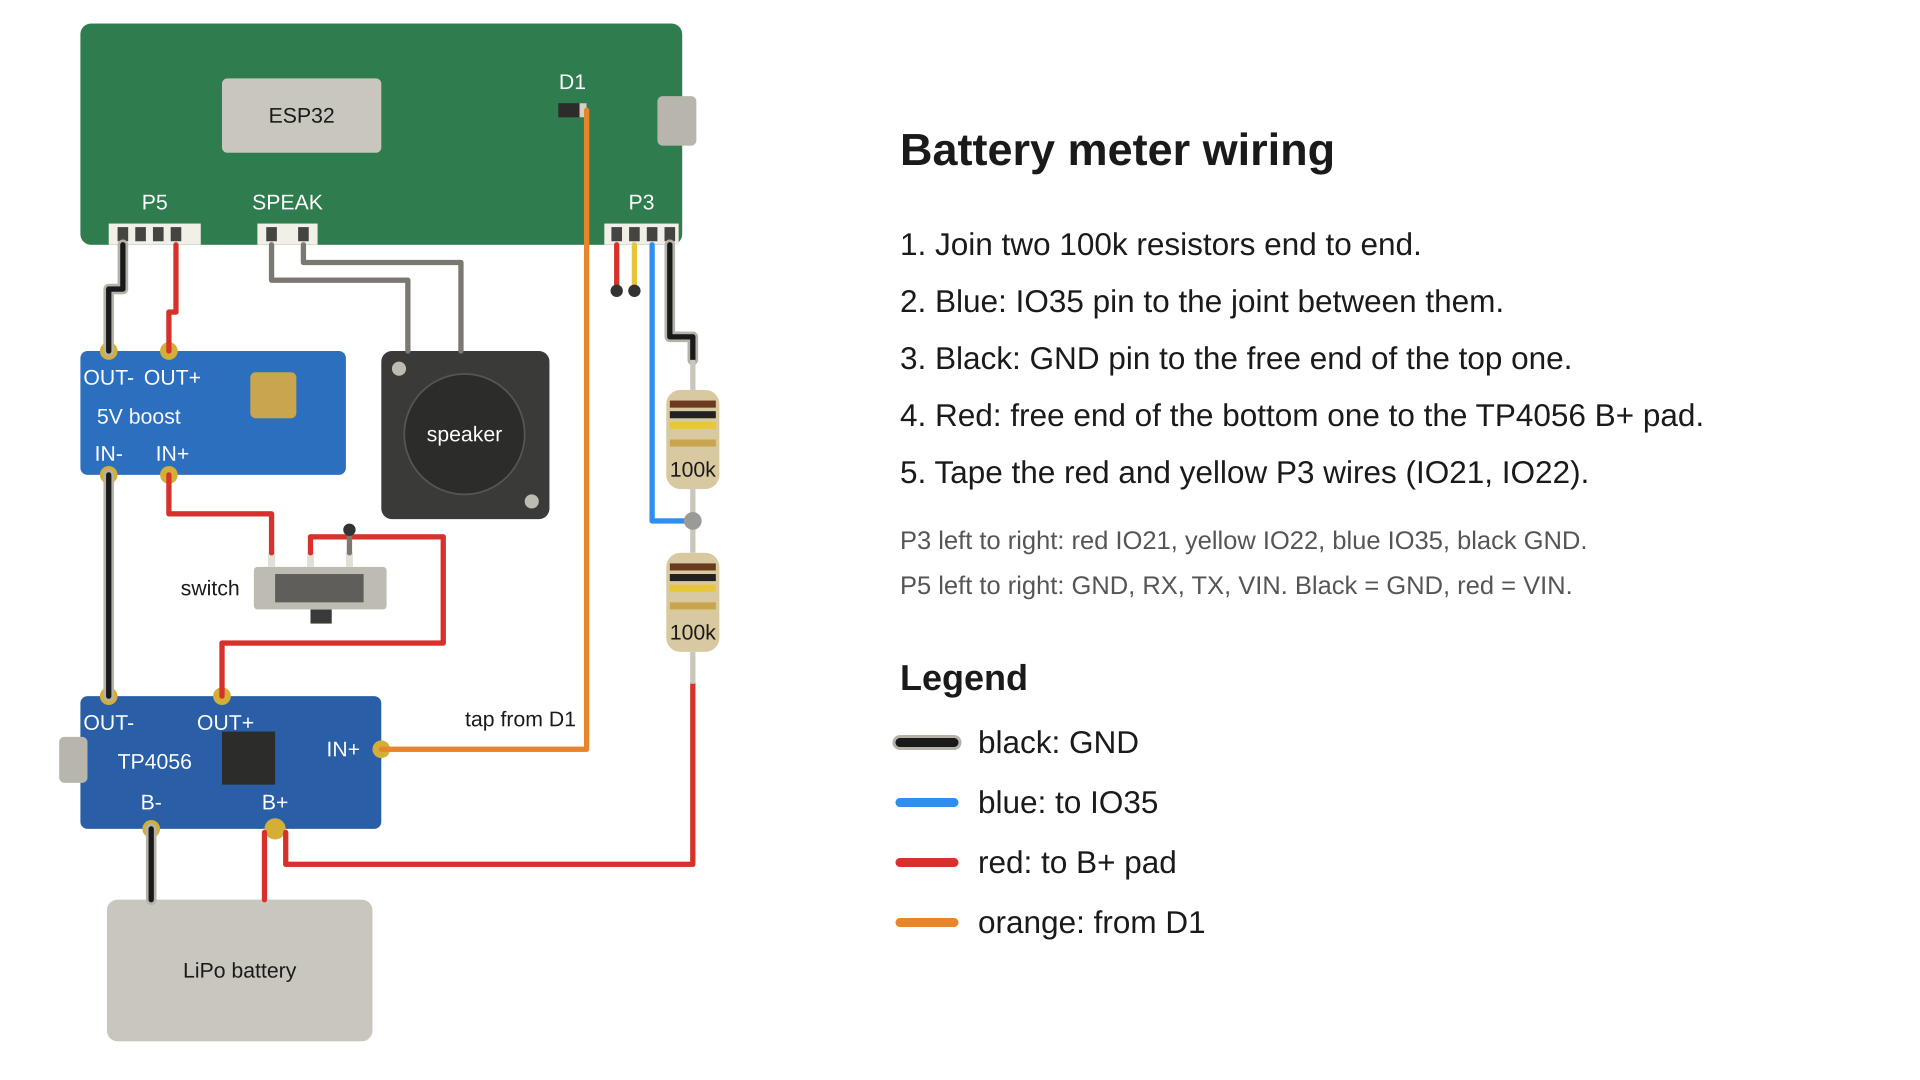 D1
ESP32
P5
SPEAK
P3
OUT- OUT+
5V boost
IN- IN+
speaker
100k
switch
100k
tap from D1
OUT- OUT+
IN+
TP4056
B- B+
LiPo battery
Battery meter wiring
1. Join two 100k resistors end to end.
2. Blue: IO35 pin to the joint between them.
3. Black: GND pin to the free end of the top one.
4. Red: free end of the bottom one to the TP4056 B+ pad.
5. Tape the red and yellow P3 wires (IO21, IO22).
P3 left to right: red IO21, yellow IO22, blue IO35, black GND.
P5 left to right: GND, RX, TX, VIN. Black = GND, red = VIN.
Legend
black: GND
blue: to IO35
red: to B+ pad
orange: from D1